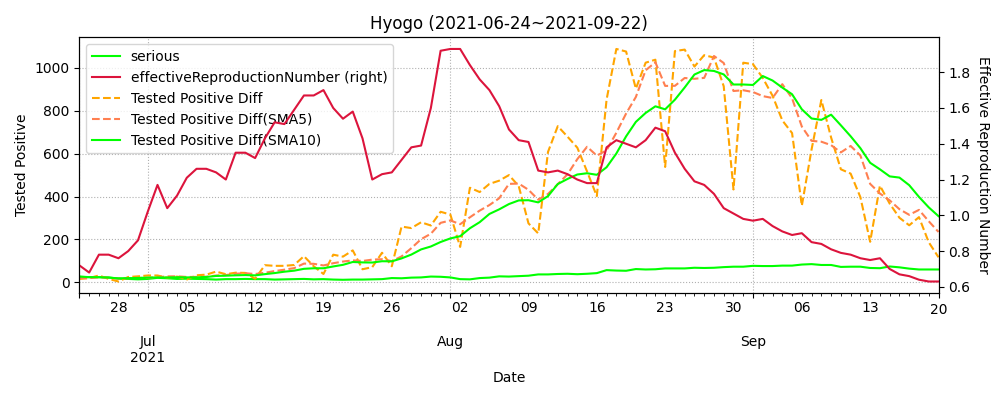 Hyogo (2021-06-24~2021-09-22)
serious
effectiveReproductionNumber (right)
Tested Positive Diff
Tested Positive Diff(SMA5)
Tested Positive Diff(SMA10)
Tested Positive
1000
800
600
400
200
0
Effective Reproduction Number
1.8
1.6
1.4
1.2
1.0
0.8
0.6
28 05 12 19 26 02 09 16 23 30 06 13 20
Jul Aug Sep
2021
Date